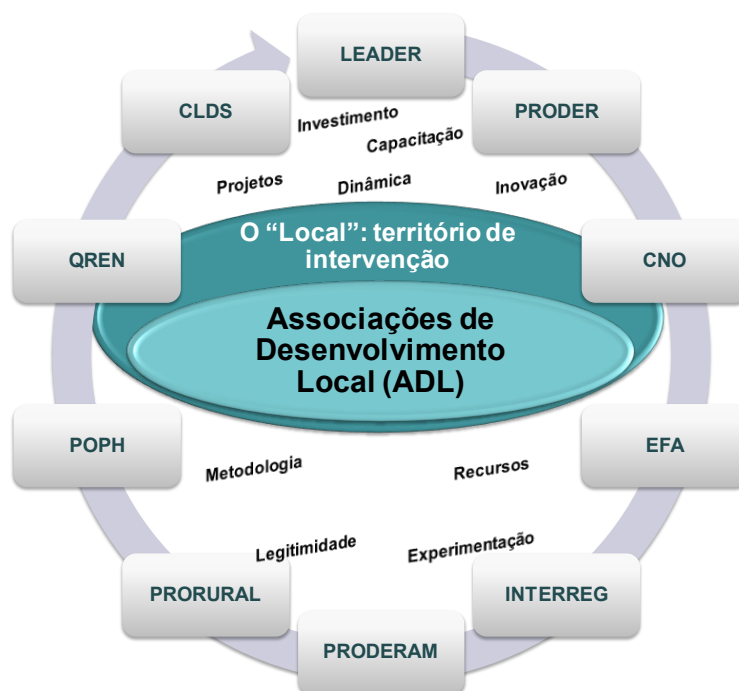 LEADER
CLDS
PRODER
Investimento
Capacitação
Projetos
Dinâmica
Inovação
QREN
O “Local”: território de
intervenção
CNO
Associações de
Desenvolvimento
Local (ADL)
POPH
EFA
Metodologia
Recursos
Legitimidade
Experimentação
PRORURAL
INTERREG
PRODERAM